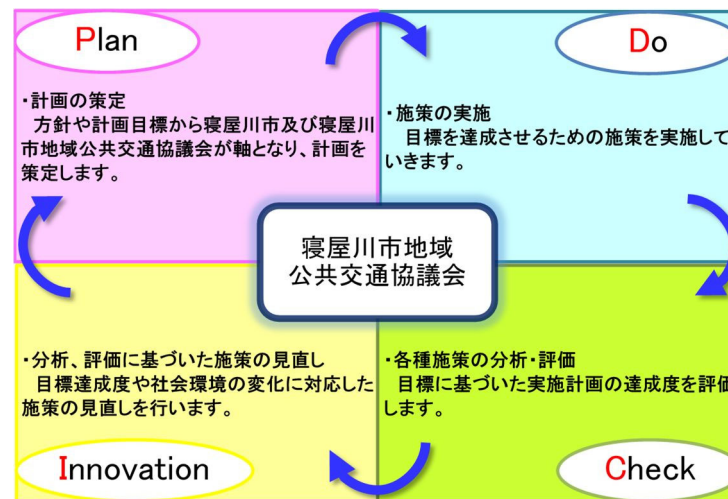 Plan
・計画の策定
方針や計画目標から寝屋川市及び寝屋川
市地域公共交通協議会が軸となり、計画を
策定します。
Do
・施策の実施
目標を達成させるための施策を実施して
いきます。
寝屋川市地域
公共交通協議会
・分析、評価に基づいた施策の見直し
目標達成度や社会環境の変化に対応した
施策の見直しを行います。
Innovation
・各種施策の分析・評価
目標に基づいた実施計画の達成度を評価
します。
Check